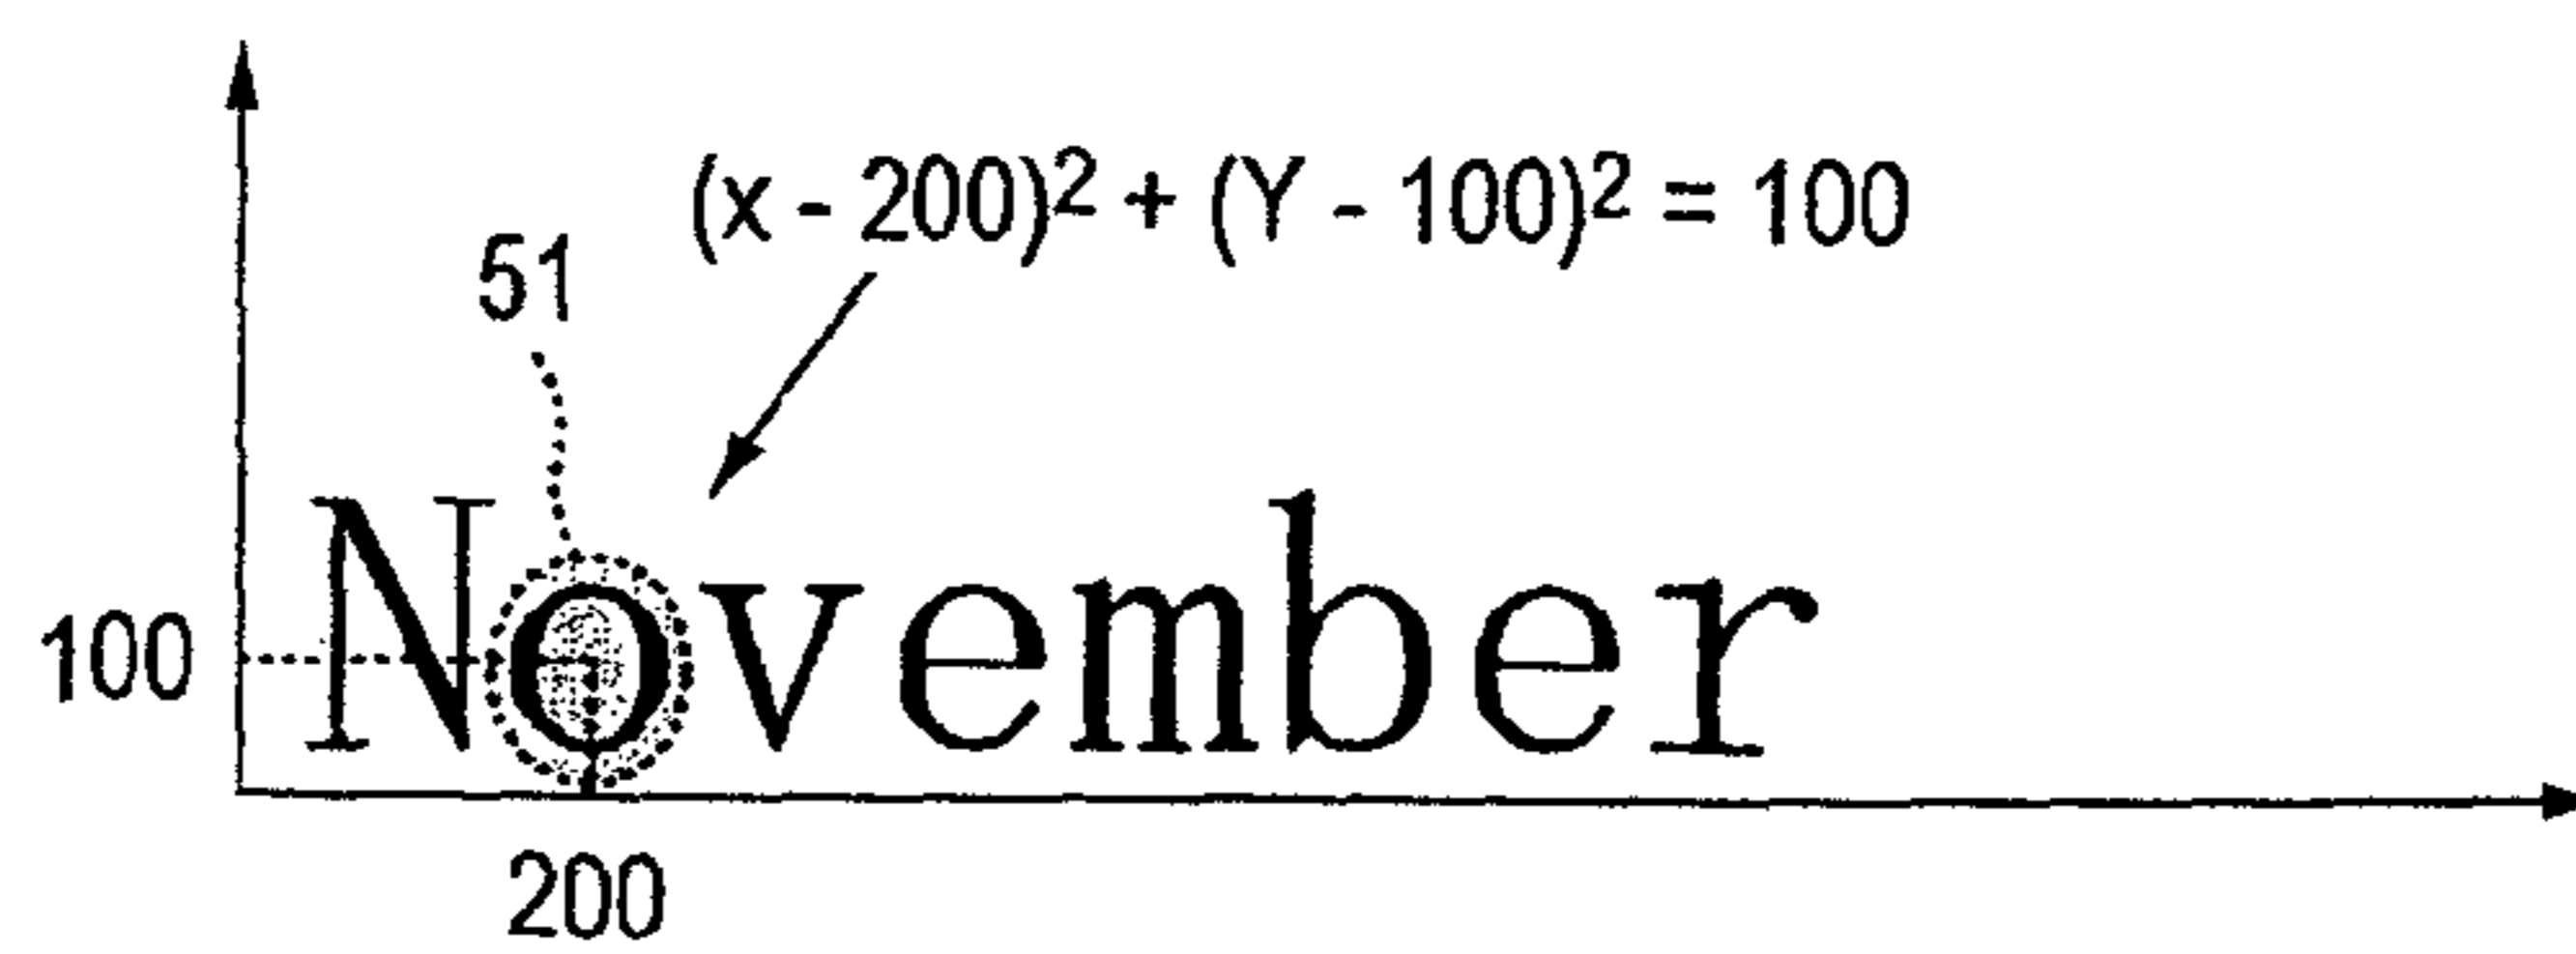 (x - 200)² + (Y - 100)² = 100
51
November
100
200